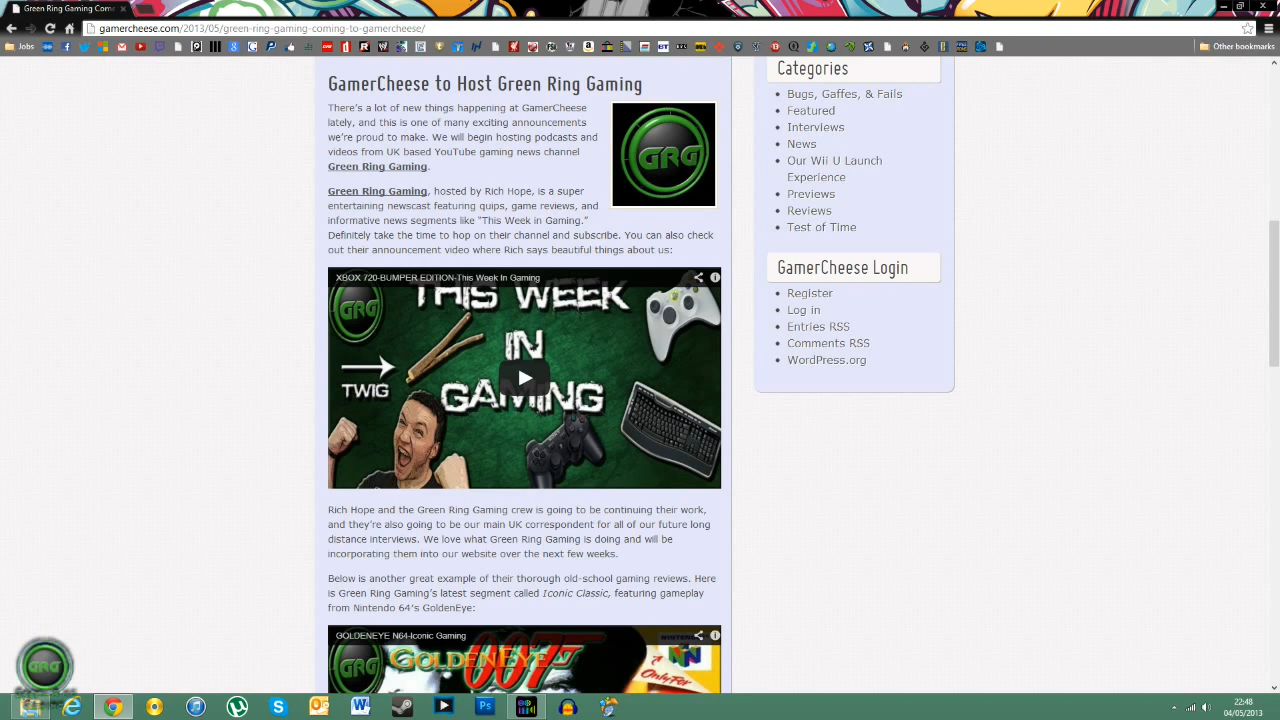 Green Ring Gaming Com
gamercheese.com/2013/05/green-ring-gaming-coming-to-gamercheese/
Jobs
Other bookmarks
GamerCheese to Host Green Ring Gaming
There's a lot of new things happening at GamerCheese
lately, and this is one of many exciting announcements
we're proud to make. We will begin hosting podcasts and
videos from UK based YouTube gaming news channel
Green Ring Gaming.
GRG
Green Ring Gaming, hosted by Rich Hope, is a super
entertaining newscast featuring quips, game reviews, and
informative news segments like "This Week in Gaming."
Definitely take the time to hop on their channel and subscribe. You can also check
out their announcement video where Rich says beautiful things about us:
XBOX 720-BUMPER EDITION-This Week In Gaming
GRG
THIS WEEK
IN
GAMING
TWIG
Rich Hope and the Green Ring Gaming crew is going to be continuing their work,
and they're also going to be our main UK correspondent for all of our future long
distance interviews. We love what Green Ring Gaming is doing and will be
incorporating them into our website over the next few weeks.
Below is another great example of their thorough old-school gaming reviews. Here
is Green Ring Gaming's latest segment called Iconic Classic, featuring gameplay
from Nintendo 64's GoldenEye:
GOLDENEYE N64-Iconic Gaming
GRG
GOLDENEYE
007
NINTENDO
Only For
Categories
Bugs, Gaffes, & Fails
Featured
Interviews
News
Our Wii U Launch
Experience
Previews
Reviews
Test of Time
GamerCheese Login
Register
Log in
Entries RSS
Comments RSS
WordPress.org
GRG
22:48
04/05/2013